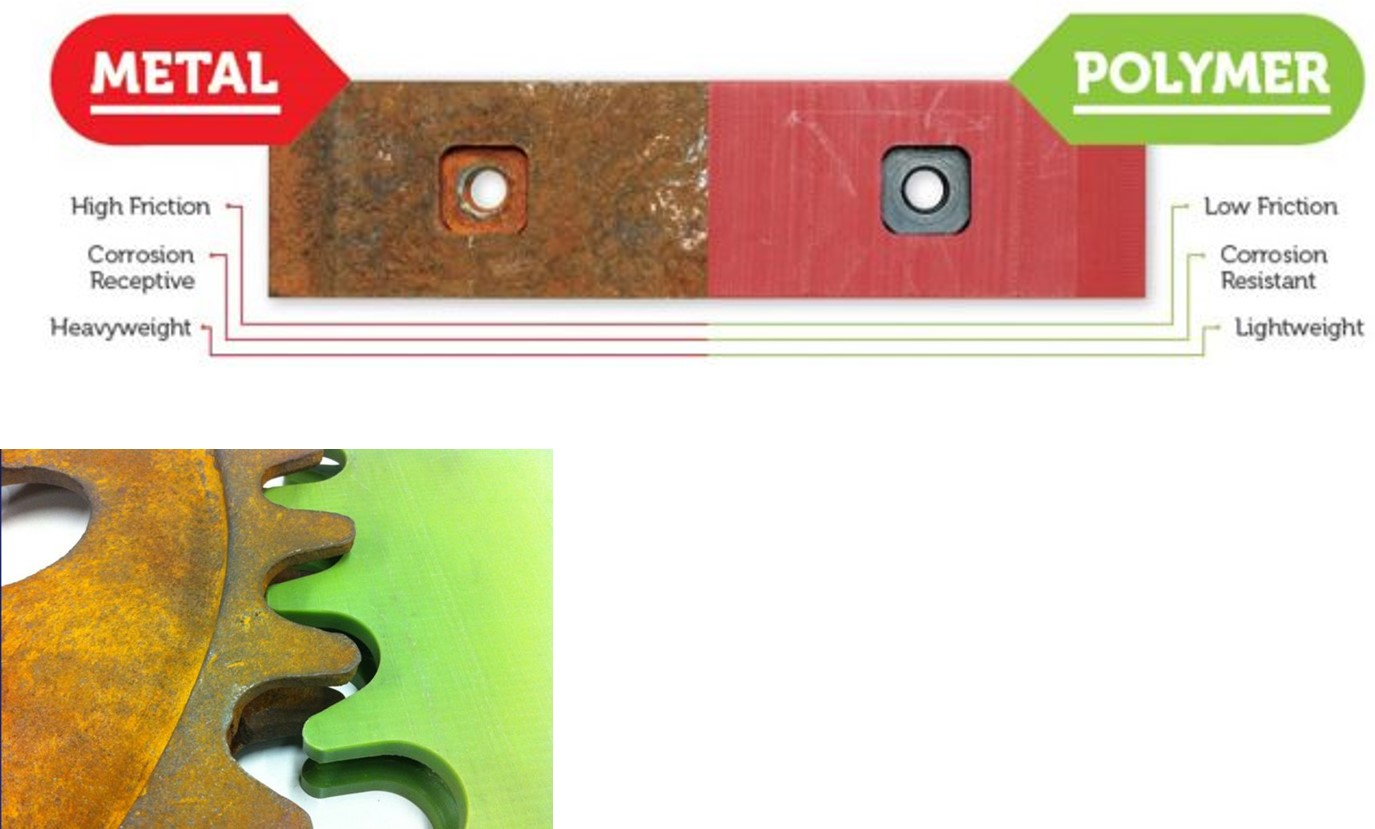 METAL
POLYMER
High Friction
Corrosion
Receptive
Heavyweight
Low Friction
Corrosion
Resistant
Lightweight